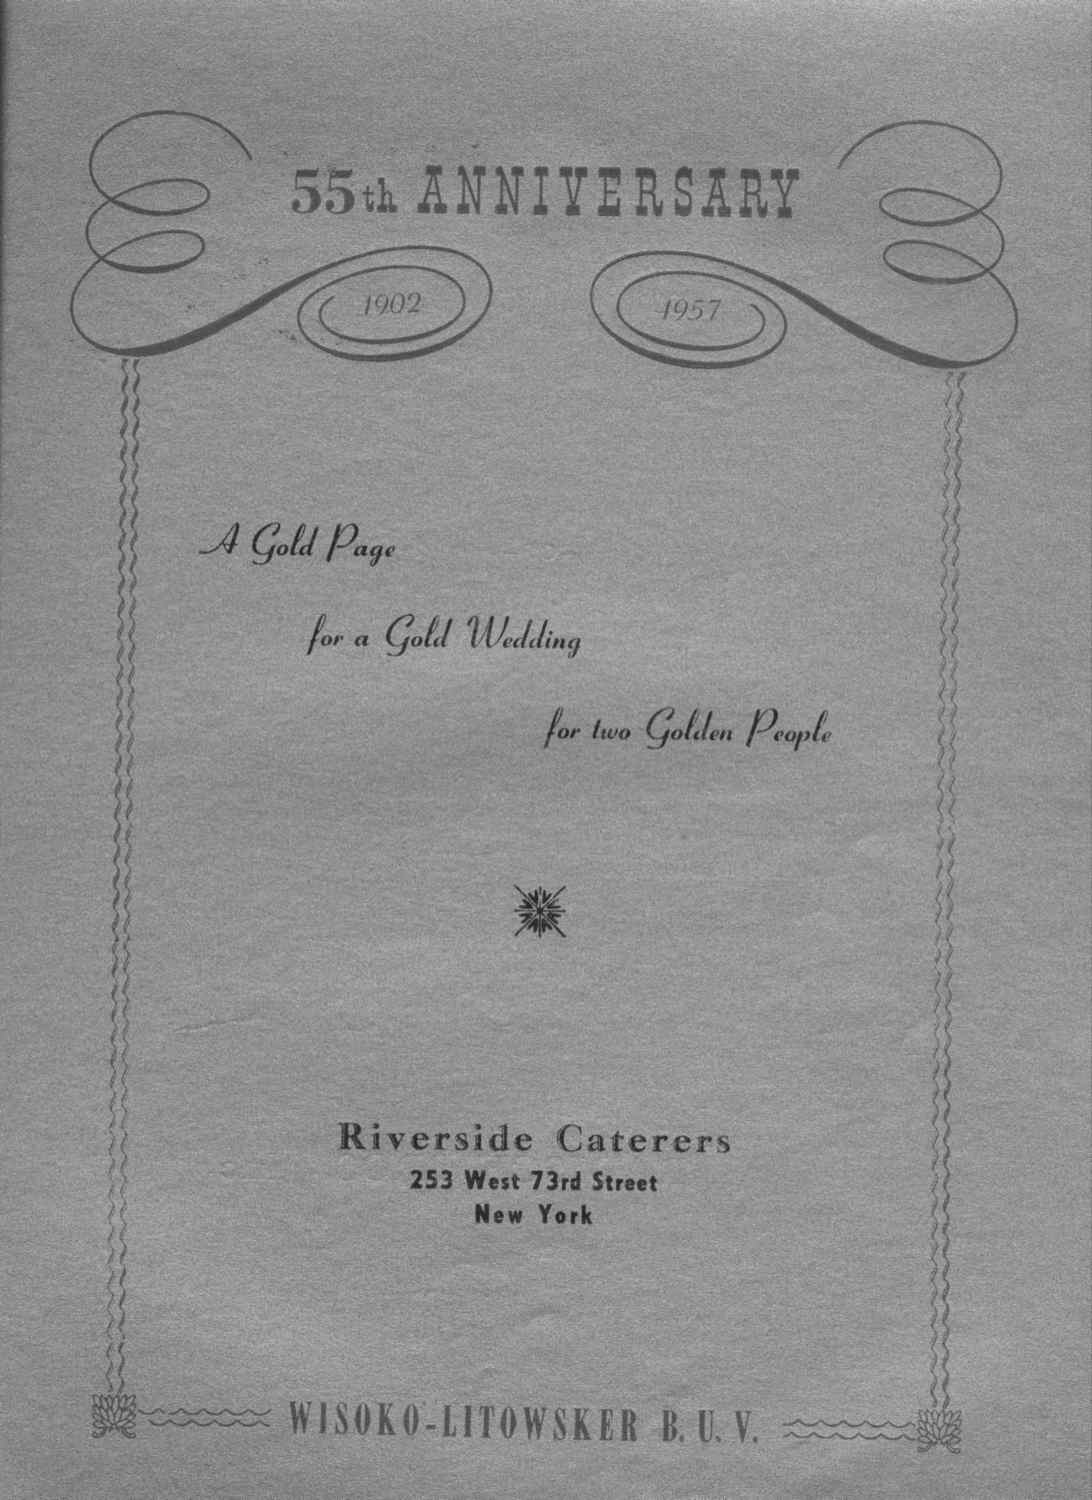 55th ANNIVERSARY
1902 1957
A Gold Page
for a Gold Wedding
for two Golden People
Riverside Caterers
253 West 73rd Street
New York
WISOKO-LITOWSKER B. U. V.